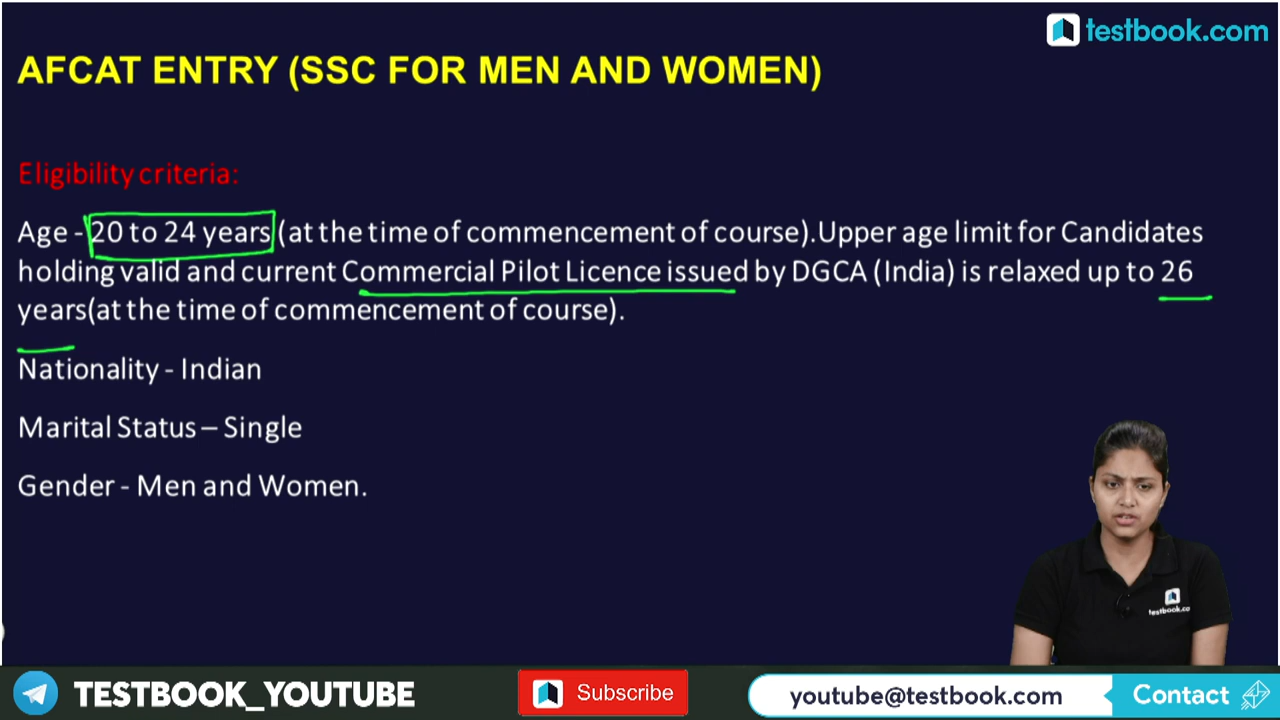 testbook.com
AFCAT ENTRY (SSC FOR MEN AND WOMEN)
Eligibility criteria:
Age - 20 to 24 years (at the time of commencement of course).Upper age limit for Candidates
holding valid and current Commercial Pilot Licence issued by DGCA (India) is relaxed up to 26
years(at the time of commencement of course).
Nationality - Indian
Marital Status – Single
Gender - Men and Women.
testbook.co
TESTBOOK_YOUTUBE
Subscribe
youtube@testbook.com
Contact